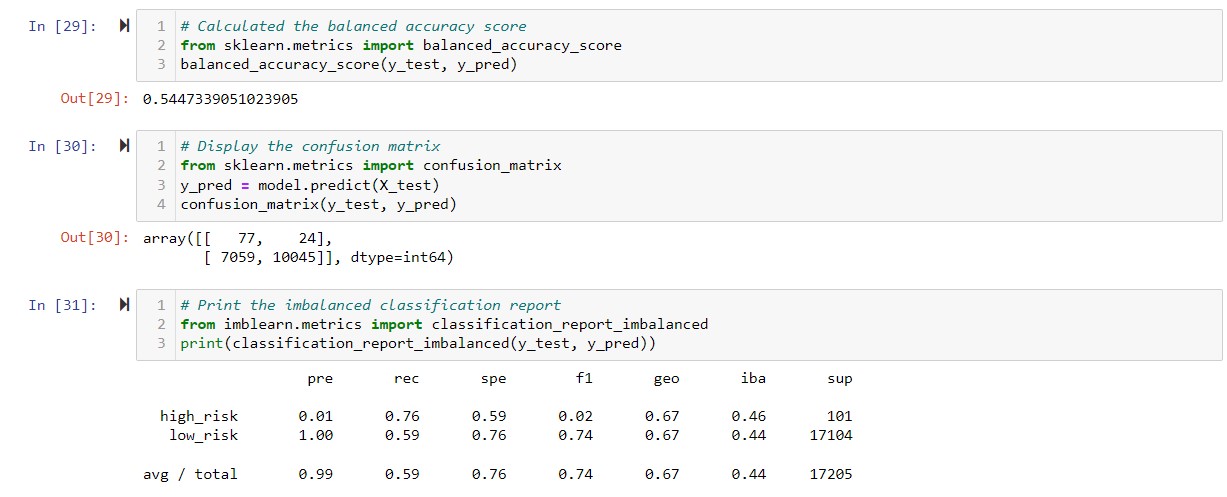 In [29]: 1 # Calculated the balanced accuracy score
2 from sklearn.metrics import balanced_accuracy_score
3 balanced_accuracy_score(y_test, y_pred)
Out[29]: 0.5447339051023905
In [30]: 1 # Display the confusion matrix
2 from sklearn.metrics import confusion_matrix
3 y_pred = model.predict(X_test)
4 confusion_matrix(y_test, y_pred)
Out[30]: array([[   77,    24],
       [ 7059, 10045]], dtype=int64)
In [31]: 1 # Print the imbalanced classification report
2 from imblearn.metrics import classification_report_imbalanced
3 print(classification_report_imbalanced(y_test, y_pred))
pre rec spe f1 geo iba sup
high_risk 0.01 0.76 0.59 0.02 0.67 0.46 101
low_risk 1.00 0.59 0.76 0.74 0.67 0.44 17104
avg / total 0.99 0.59 0.76 0.74 0.67 0.44 17205